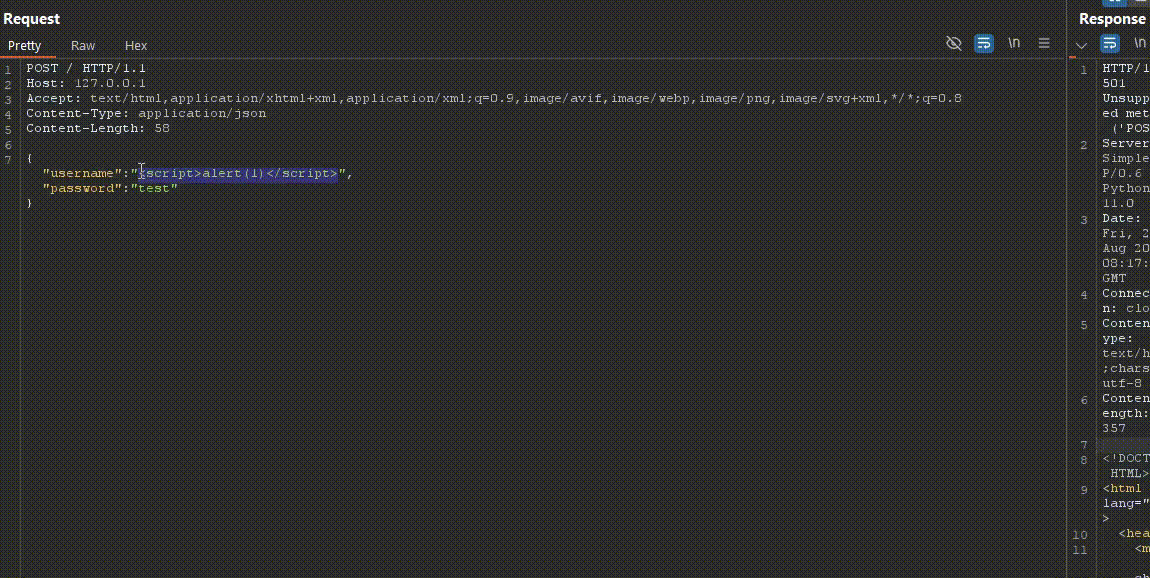 Request
Pretty Raw Hex
\n
1 POST / HTTP/1.1
2 Host: 127.0.0.1
3 Accept: text/html,application/xhtml+xml,application/xml;q=0.9,image/avif,image/webp,image/png,image/svg+xml,*/*;q=0.8
4 Content-Type: application/json
5 Content-Length: 58
6
7 {
"username":"<script>alert(1)</script>",
"password":"test"
}
Response
\n
1 HTTP/1
501
Unsupp
ed met
('POS
2 Server
Simple
P/0.6
Python
11.0
3 Date:
Fri, 2
Aug 20
08:17:
GMT
4 Connec
n: clo
5 Conten
ype:
text/h
;chars
utf-8
6 Conten
ength:
357
7
8 <!DOCT
HTML>
9 <html
lang="
>
10 <hea
11 <m